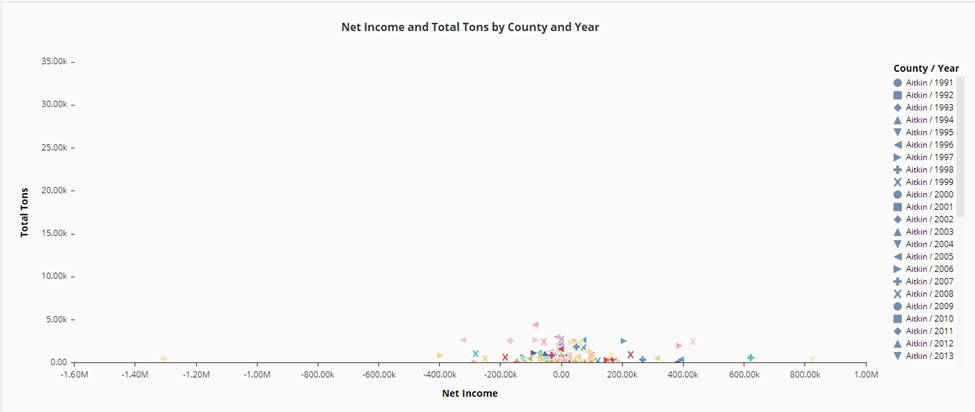 Net Income and Total Tons by County and Year
35.00k
30.00k
25.00k
20.00k
15.00k
10.00k
5.00k
0.00
Total Tons
-1.60M -1.40M -1.20M -1.00M -800.00k -600.00k -400.00k -200.00k 0.00 200.00k 400.00k 600.00k 800.00k 1.00M
Net Income
County / Year
Aitkin / 1991
Aitkin / 1992
Aitkin / 1993
Aitkin / 1994
Aitkin / 1995
Aitkin / 1996
Aitkin / 1997
Aitkin / 1998
Aitkin / 1999
Aitkin / 2000
Aitkin / 2001
Aitkin / 2002
Aitkin / 2003
Aitkin / 2004
Aitkin / 2005
Aitkin / 2006
Aitkin / 2007
Aitkin / 2008
Aitkin / 2009
Aitkin / 2010
Aitkin / 2011
Aitkin / 2012
Aitkin / 2013